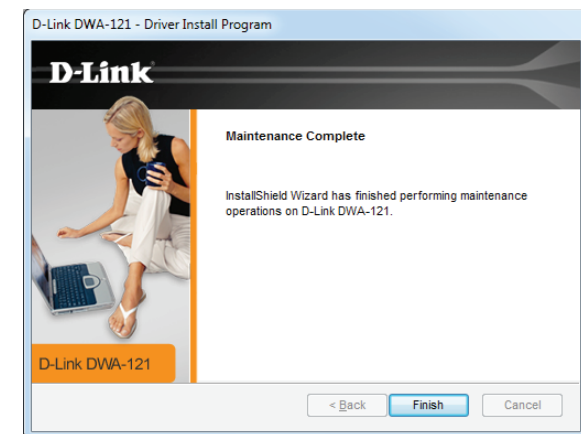 D-Link DWA-121 - Driver Install Program
D-Link
Maintenance Complete
InstallShield Wizard has finished performing maintenance
operations on D-Link DWA-121.
D-Link DWA-121
< Back
Finish
Cancel